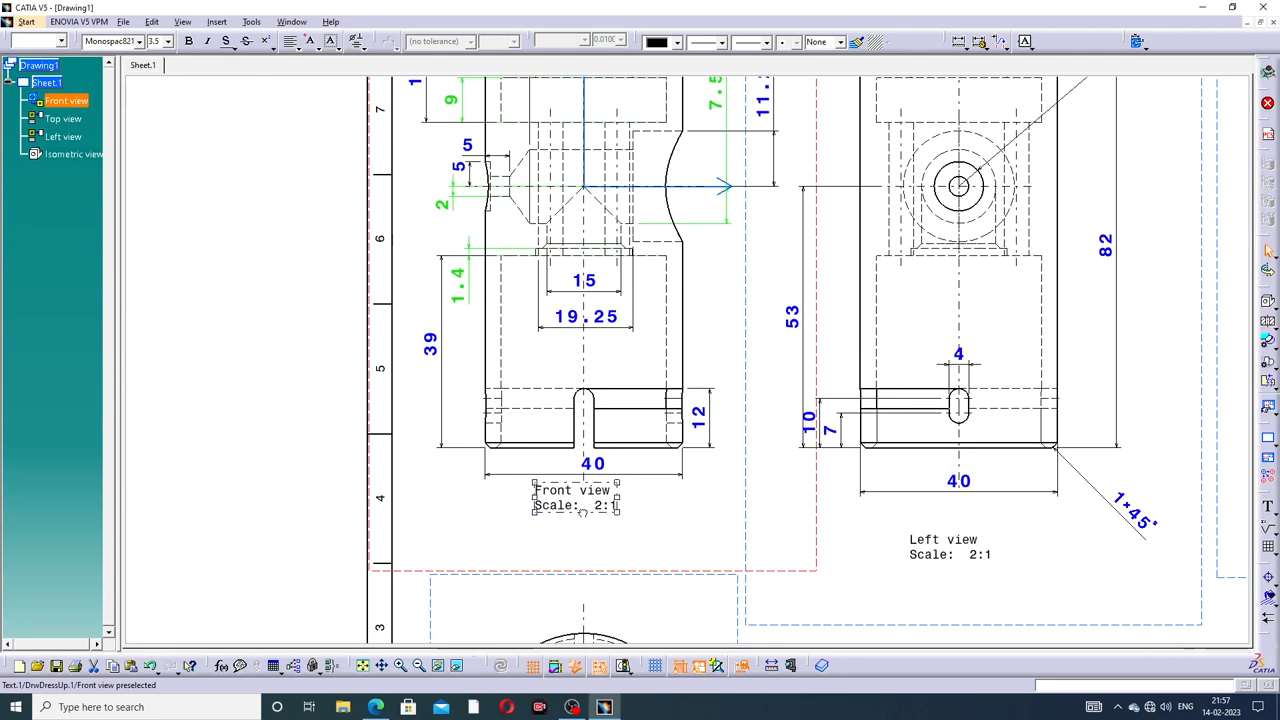 CATIA V5 - [Drawing1]
Start ENOVIA V5 VPM File Edit View Insert Tools Window Help
Monospac821 3.5 B I S (no tolerance) 0.0100 None
Drawing1
Sheet.1
Front view
Top view
Left view
Isometric view
Sheet.1
7
6
5
4
3
1
9
5
5
2
1.4
7.5
15
19.25
39
12
40
Front view
Scale: 2:1
53
82
4
10
7
40
1*45°
Left view
Scale: 2:1
Text.1/DrwDressUp.1/Front view preselected
Type here to search
ENG
21:57
14-02-2023
CATIA